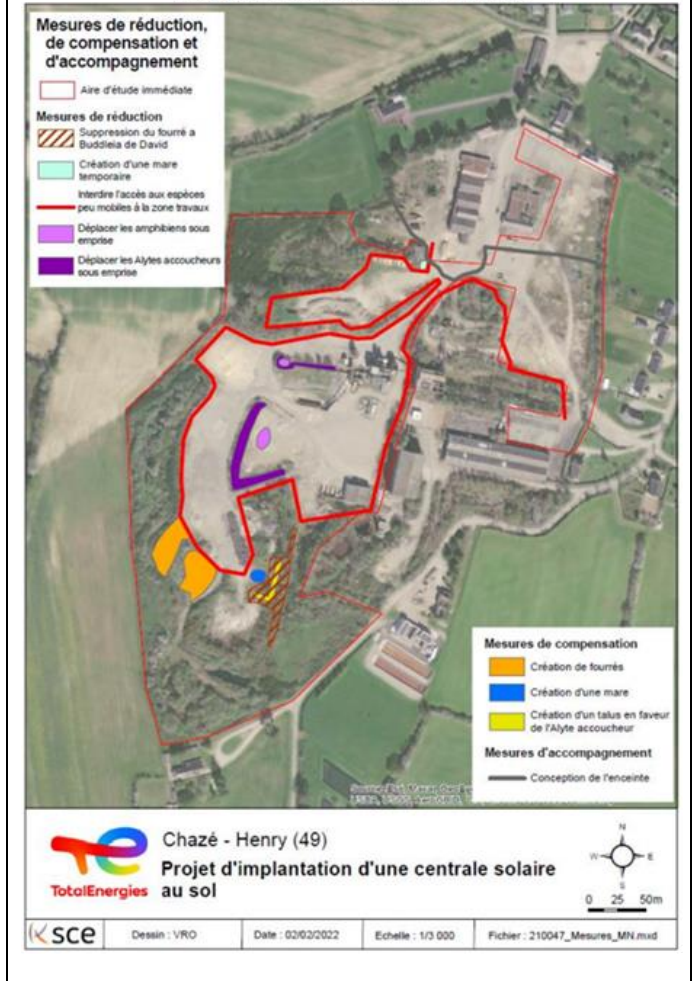 Mesures de réduction,
de compensation et
d'accompagnement
Aire d'étude immédiate
Mesures de réduction
Suppression du fourré a
Buddleia de David
Création d'une mare
temporaire
Interdire l'accès aux espèces
peu mobiles à la zone travaux
Déplacer les amphibiens sous
emprise
Déplacer les Alytes accoucheurs
sous emprise
Mesures de compensation
Création de fourrés
Création d'une mare
Création d'un talus en faveur
de l'Alyte accoucheur
Mesures d'accompagnement
Conception de l'enceinte
TotalEnergies
Chazé - Henry (49)
Projet d'implantation d'une centrale solaire
au sol
N
W E
S
0 25 50m
sce
Dessin : VRO
Date : 02/02/2022
Echelle : 1/3 000
Fichier : 210047_Mesures_MN.mxd